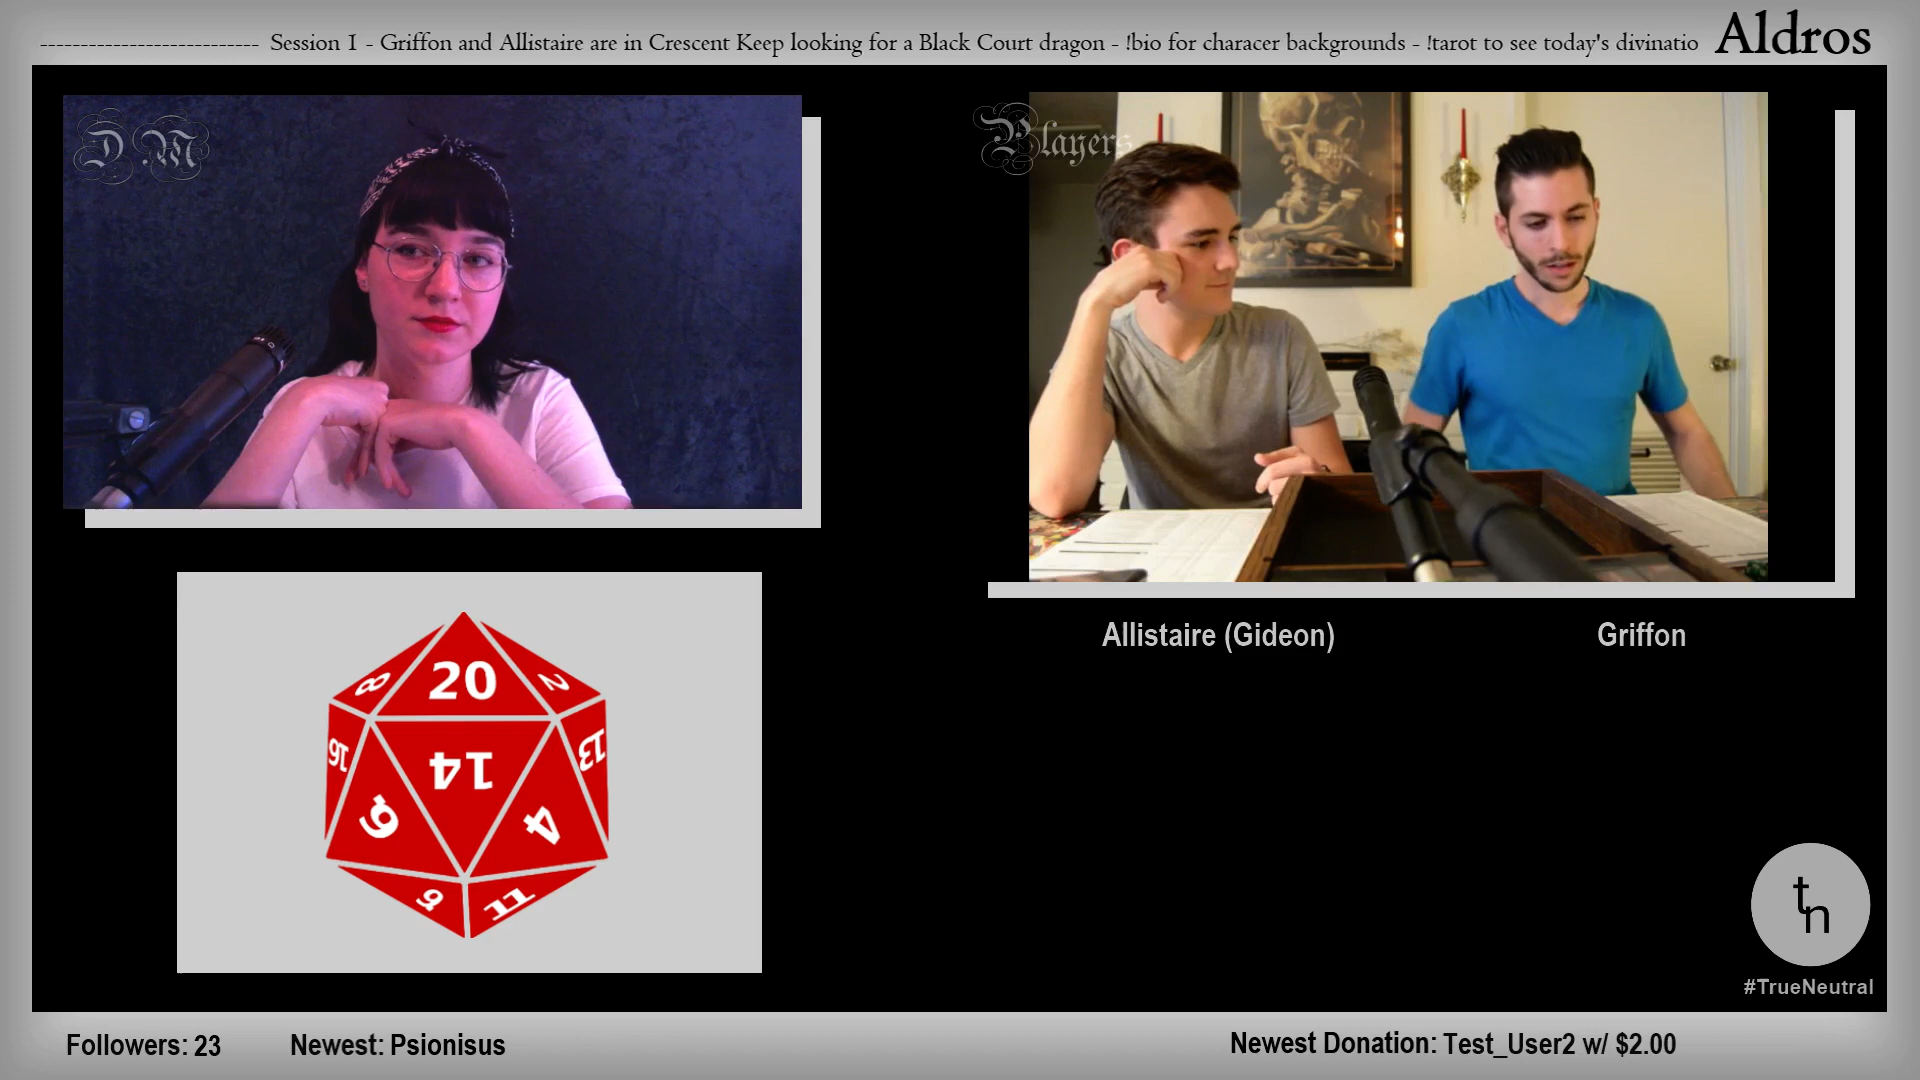 --------------------------- Session 1 - Griffon and Allistaire are in Crescent Keep looking for a Black Court dragon - !bio for characer backgrounds - !tarot to see today's divinatio
Aldros
D.M
Players
Allistaire (Gideon)
Griffon
20
8
2
16
14
13
6
4
9
11
tn
#TrueNeutral
Followers: 23
Newest: Psionisus
Newest Donation: Test_User2 w/ $2.00